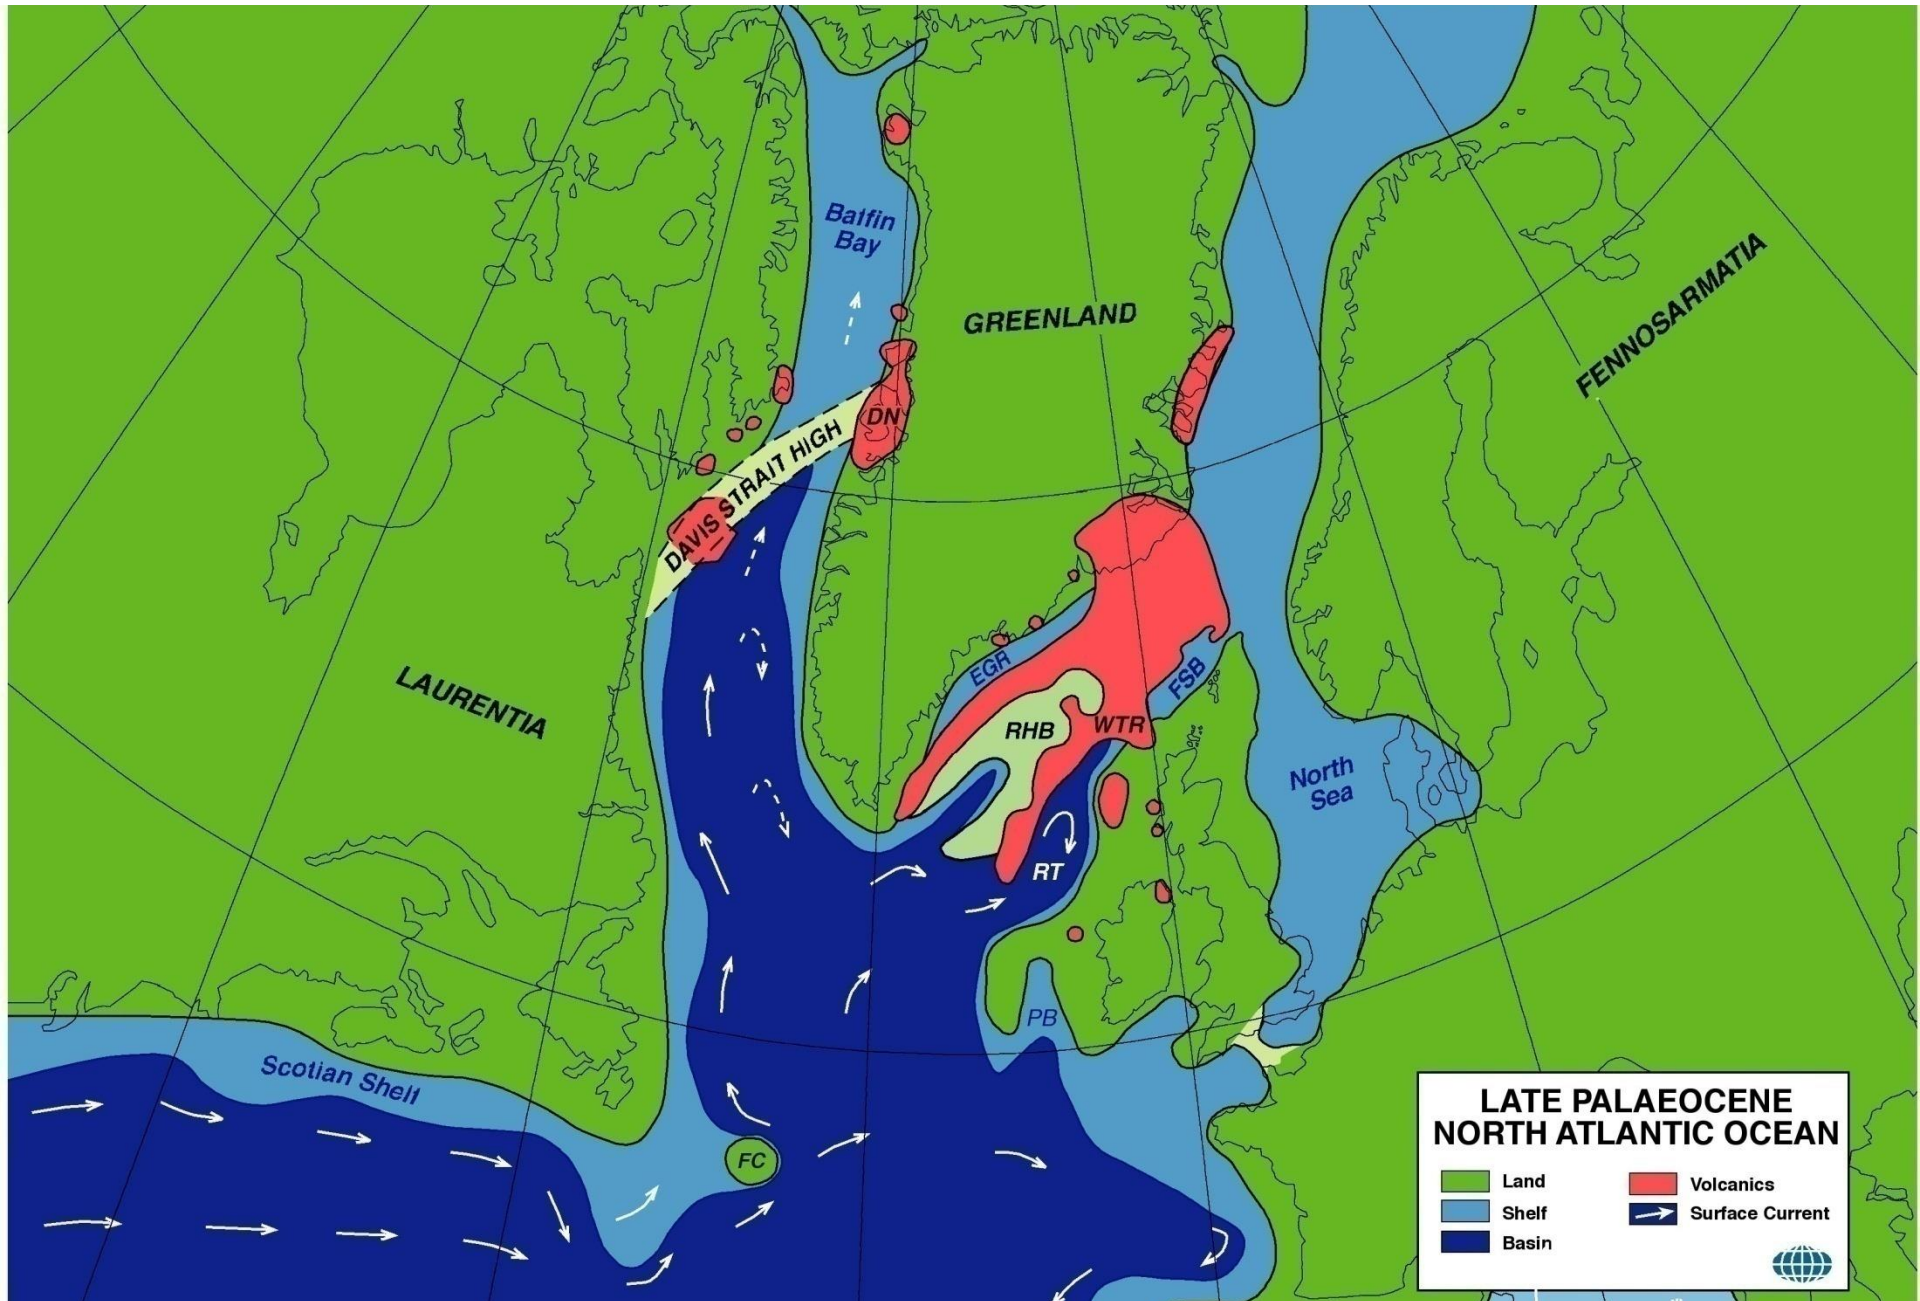 Baffin
Bay
GREENLAND
FENNOSARMATIA
DN
DAVIS STRAIT HIGH
LAURENTIA
EGR
FSB
RHB
WTR
North
Sea
RT
PB
Scotian Shelf
FC
LATE PALAEOCENE
NORTH ATLANTIC OCEAN
Land
Shelf
Basin
Volcanics
Surface Current